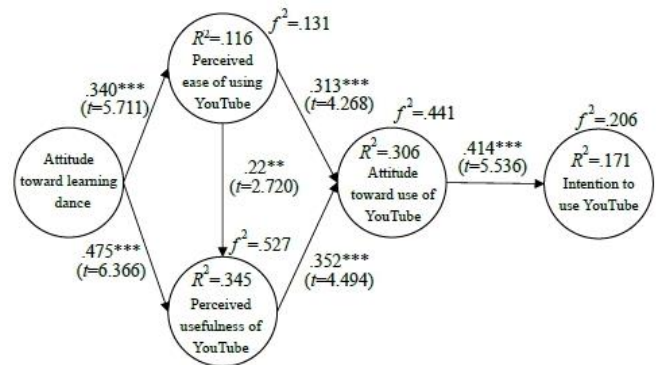 f²=.131
R²=.116
Perceived
ease of using
YouTube
.340***
(t=5.711)
.313***
(t=4.268)
f²=.441
f²=.206
Attitude
toward learning
dance
.22**
(t=2.720)
R²=.306
Attitude
toward use of
YouTube
.414***
(t=5.536)
R²=.171
Intention to
use YouTube
.475***
(t=6.366)
f²=.527
R²=.345
Perceived
usefulness of
YouTube
.352***
(t=4.494)